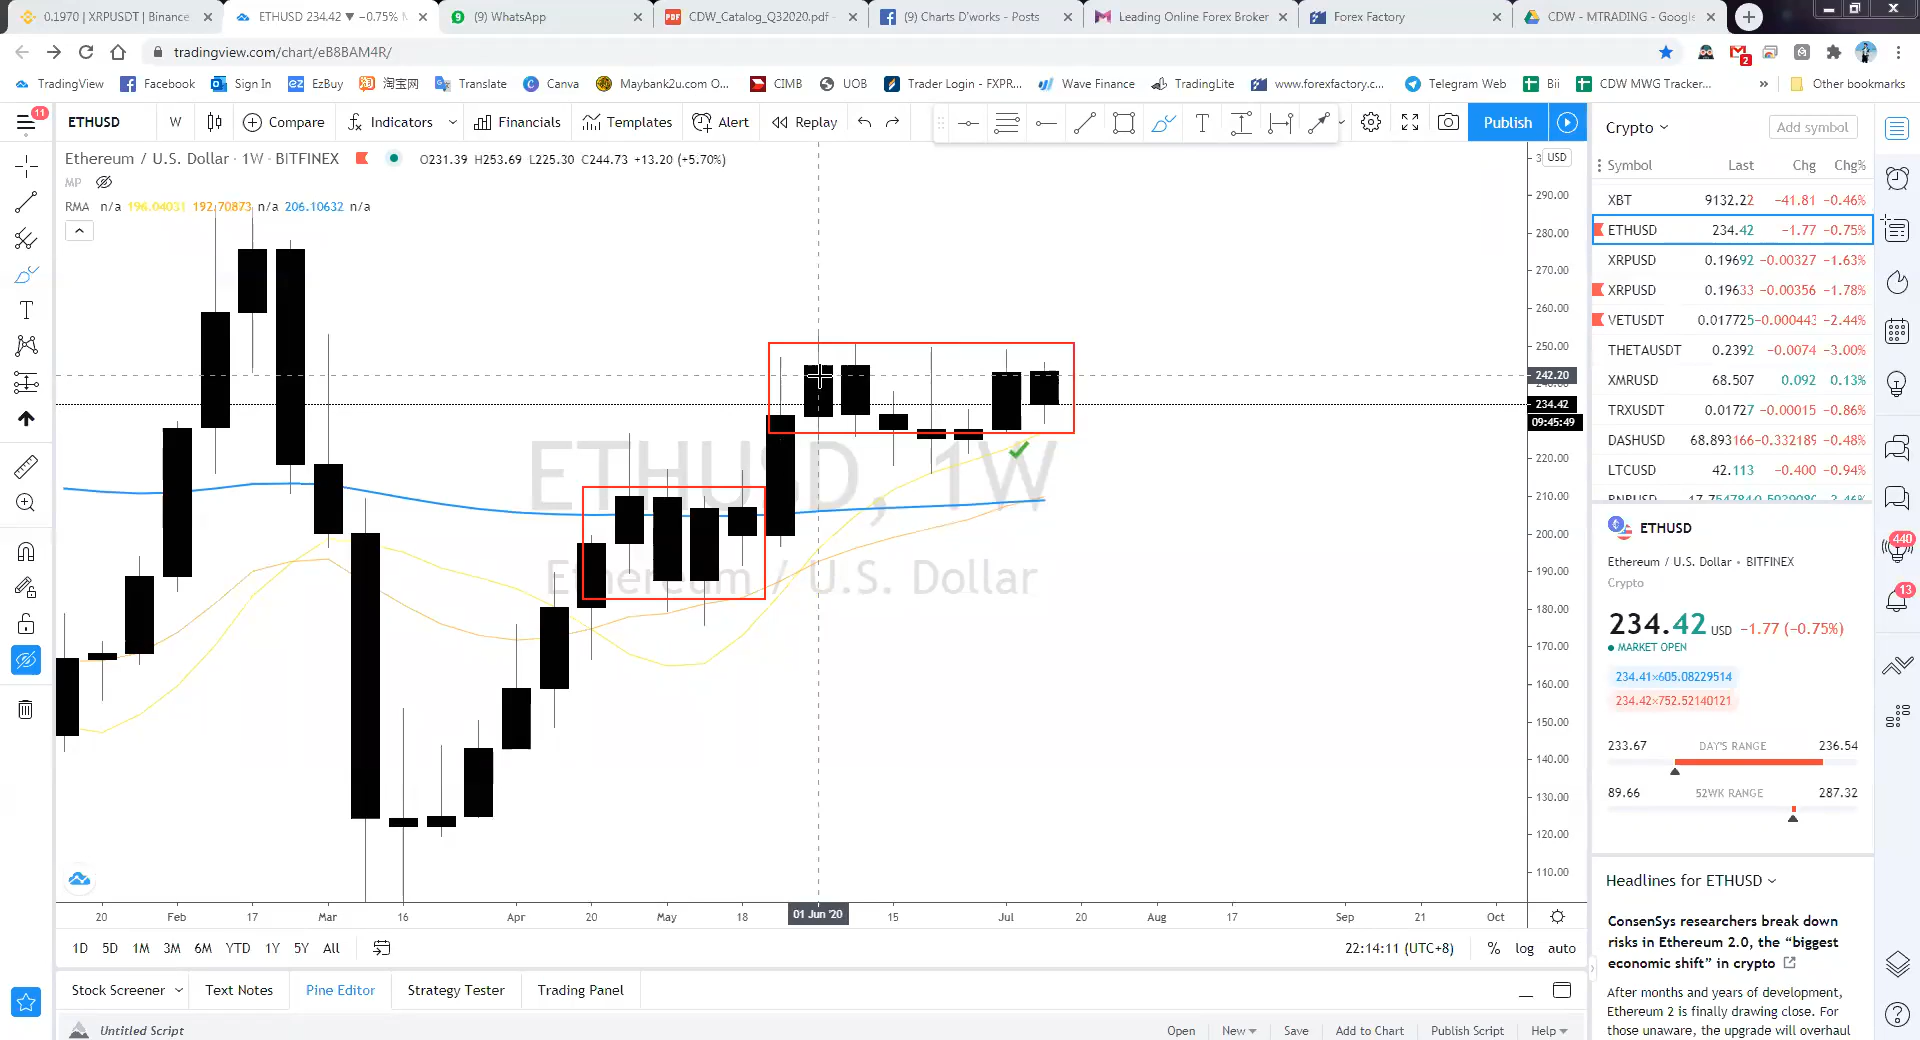 0.1970 | XRPUSDT | Binance
ETHUSD 234.42 ▼ −0.75%
(9) WhatsApp
CDW_Catalog_Q32020.pdf -
(9) Charts D'works - Posts
Leading Online Forex Broker
Forex Factory
CDW - MTRADING - Google
tradingview.com/chart/eB8BAM4R/
2
TradingView
Facebook
Sign In
EzBuy
淘宝网
Translate
Canva
Maybank2u.com O...
CIMB
UOB
Trader Login - FXPR...
Wave Finance
TradingLite
www.forexfactory.c...
Telegram Web
Bii
CDW MWG Tracker...
»
Other bookmarks
11
ETHUSD
W
Compare
Indicators
Financials
Templates
Alert
Replay
T
Publish
Crypto
Add symbol
Ethereum / U.S. Dollar · 1W · BITFINEX
O231.39 H253.69 L225.30 C244.73 +13.20 (+5.70%)
MP
RMA n/a 196.04031 192.70873 n/a 206.10632 n/a
USD
290.00
280.00
270.00
260.00
250.00
242.20
234.42
09:45:49
220.00
210.00
200.00
190.00
180.00
170.00
160.00
150.00
140.00
130.00
120.00
110.00
ETHUSD, 1W
Ethereum / U.S. Dollar
20
Feb
17
Mar
16
Apr
20
May
18
01 Jun '20
15
Jul
20
Aug
17
Sep
21
Oct
1D 5D 1M 3M 6M YTD 1Y 5Y All
22:14:11 (UTC+8)
% log auto
Stock Screener
Text Notes
Pine Editor
Strategy Tester
Trading Panel
Untitled Script
Open
New
Save
Add to Chart
Publish Script
Help
Symbol Last Chg Chg%
XBT 9132.22 −41.81 −0.46%
ETHUSD 234.42 −1.77 −0.75%
XRPUSD 0.19692 −0.00327 −1.63%
XRPUSD 0.19633 −0.00356 −1.78%
VETUSDT 0.017725 −0.000443 −2.44%
THETAUSDT 0.2392 −0.0074 −3.00%
XMRUSD 68.507 0.092 0.13%
TRXUSDT 0.01727 −0.00015 −0.86%
DASHUSD 68.893166 −0.332189 −0.48%
LTCUSD 42.113 −0.400 −0.94%
ETHUSD
Ethereum / U.S. Dollar • BITFINEX
Crypto
234.42 USD −1.77 (−0.75%)
MARKET OPEN
234.41×605.08229514
234.42×752.52140121
233.67 DAY'S RANGE 236.54
89.66 52WK RANGE 287.32
Headlines for ETHUSD
ConsenSys researchers break down
risks in Ethereum 2.0, the “biggest
economic shift” in crypto
After months and years of development,
Ethereum 2 is finally drawing close. For
those unaware, the upgrade will overhaul
440
13